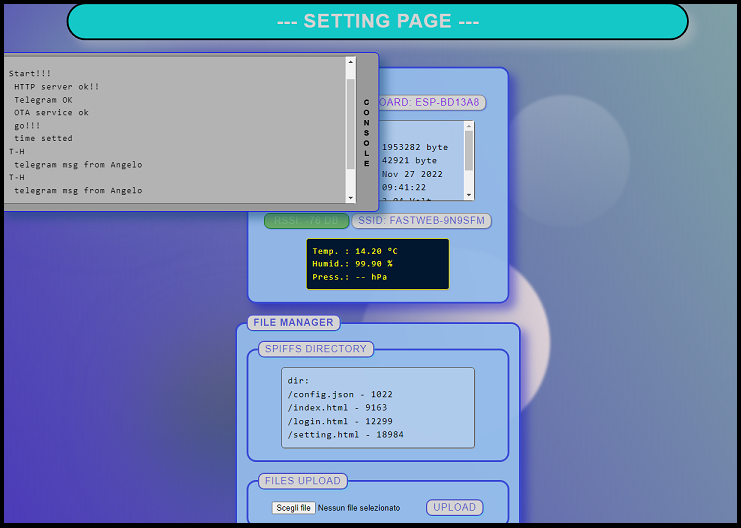 --- SETTING PAGE ---
Start!!!
HTTP server ok!!
Telegram OK
OTA service ok
go!!!
time setted
T-H
telegram msg from Angelo
T-H
telegram msg from Angelo
CONSOLE
OARD: ESP-BD13A8
1953282 byte
42921 byte
Nov 27 2022
09:41:22
Volt
RSSI: -70 DB
SSID: FASTWEB-9N9SFM
Temp. : 14.20 °C
Humid.: 99.90 %
Press.: -- hPa
FILE MANAGER
SPIFFS DIRECTORY
dir:
/config.json - 1022
/index.html - 9163
/login.html - 12299
/setting.html - 18984
FILES UPLOAD
Scegli file Nessun file selezionato
UPLOAD